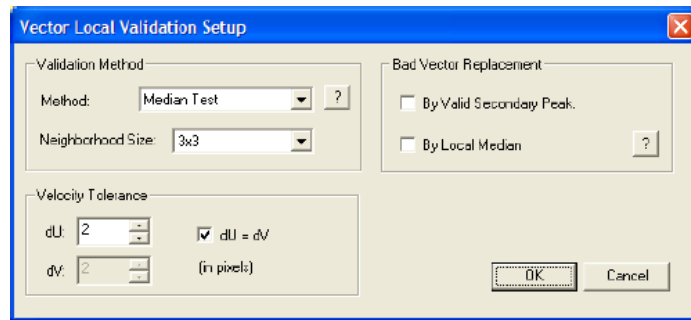 Vector Local Validation Setup
Validation Method
Method: Median Test ?
Neighborhood Size: 3x3
Bad Vector Replacement
By Valid Secondary Peak.
By Local Median ?
Velocity Tolerance
dU: 2 dU = dV
dV: 2 (in pixels)
OK Cancel